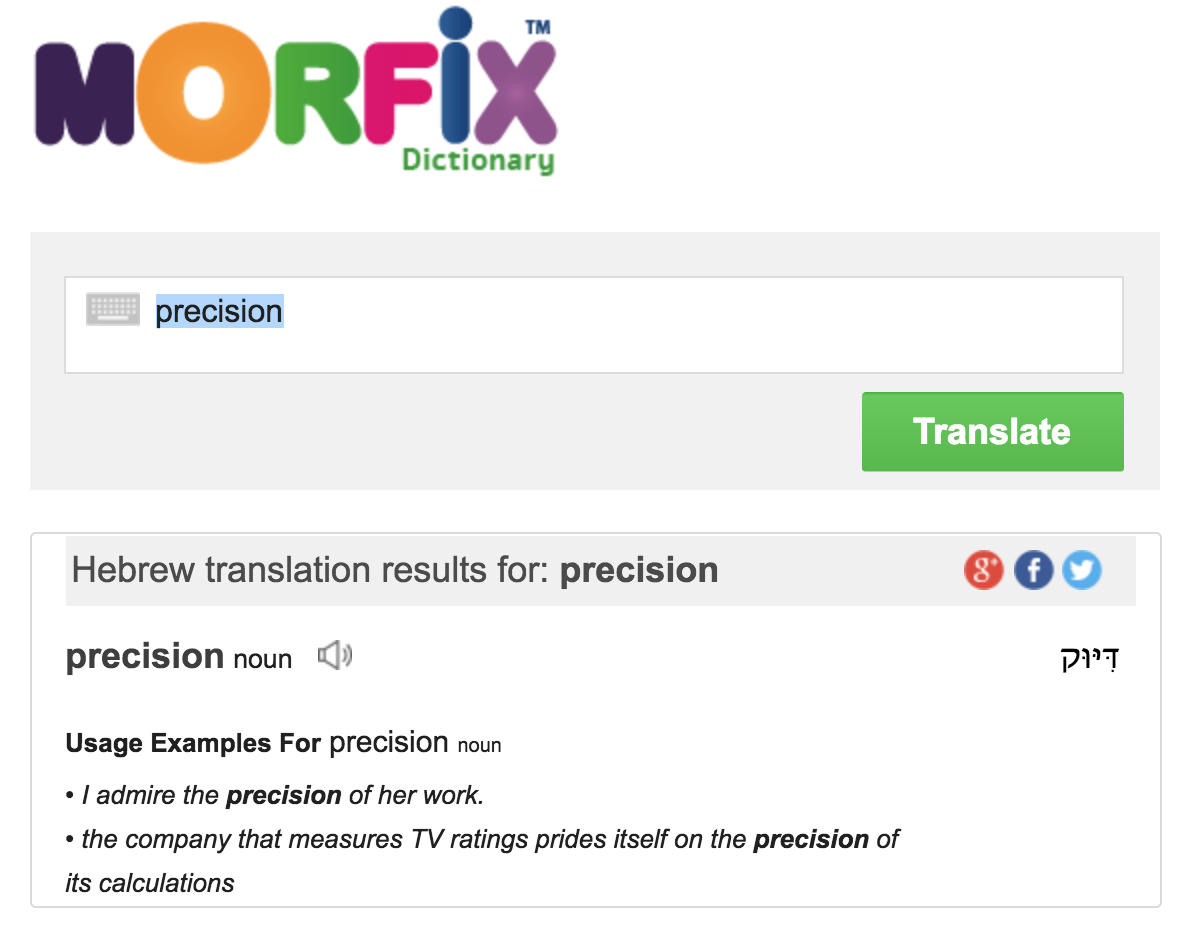 MORFIX™
Dictionary
precision
Translate
Hebrew translation results for: precision
precision noun דִּיּוּק
Usage Examples For precision noun
• I admire the precision of her work.
• the company that measures TV ratings prides itself on the precision of
its calculations